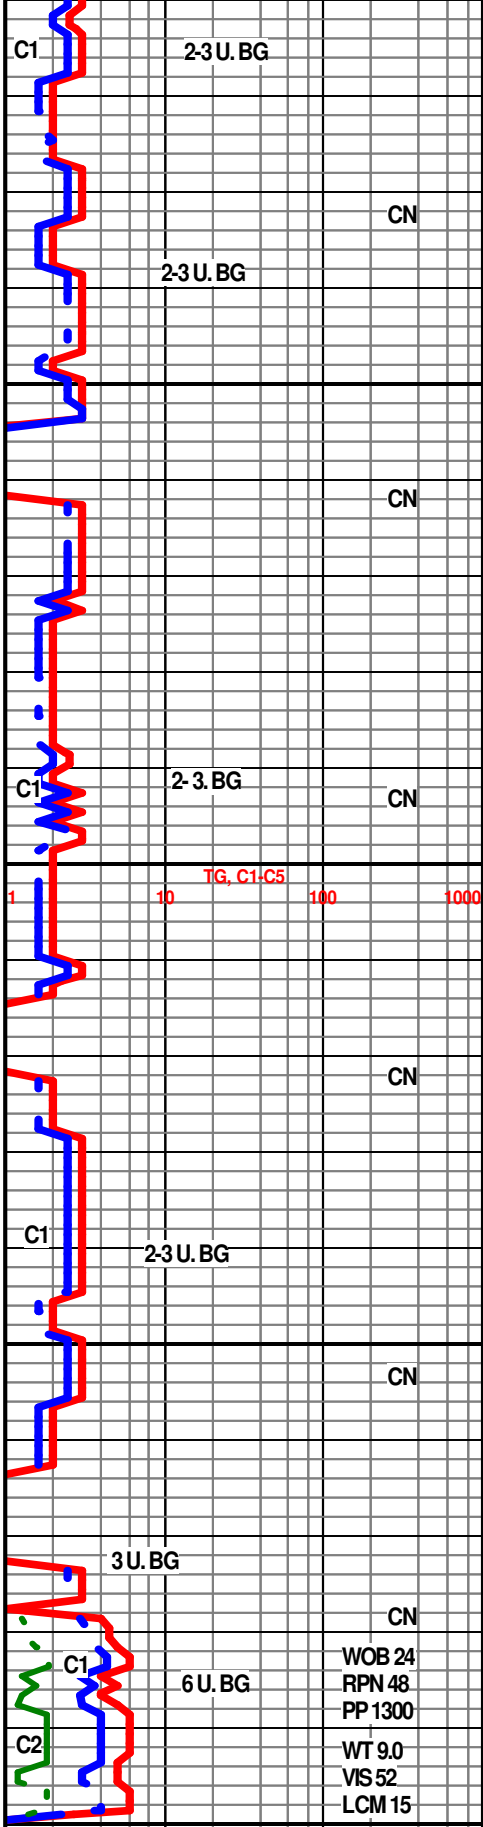 C1 2-3 U. BG
CN
2-3 U. BG
CN
C1 2- 3. BG
CN
TG, C1-C5
1 10 100 1000
CN
C1
2-3 U. BG
CN
3 U. BG
CN
WOB 24
C1
6 U. BG RPN 48
PP 1300
C2
WT 9.0
VIS 52
LCM 15